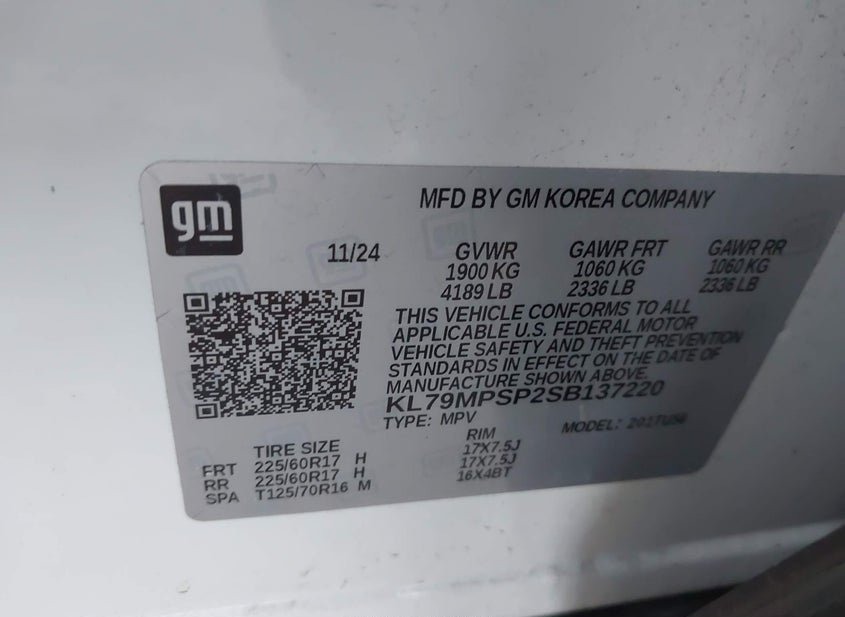 gm
MFD BY GM KOREA COMPANY
11/24 GVWR GAWR FRT GAWR RR
1900 KG 1060 KG 1060 KG
4189 LB 2336 LB 2336 LB
THIS VEHICLE CONFORMS TO ALL
APPLICABLE U.S. FEDERAL MOTOR
VEHICLE SAFETY AND THEFT PREVENTION
STANDARDS IN EFFECT ON THE DATE OF
MANUFACTURE SHOWN ABOVE.
KL79MPSP2SB137220
TYPE: MPV MODEL:
TIRE SIZE RIM
FRT 225/60R17 H 17X7.5J
RR 225/60R17 H 17X7.5J
SPA T125/70R16 M 16X4BT